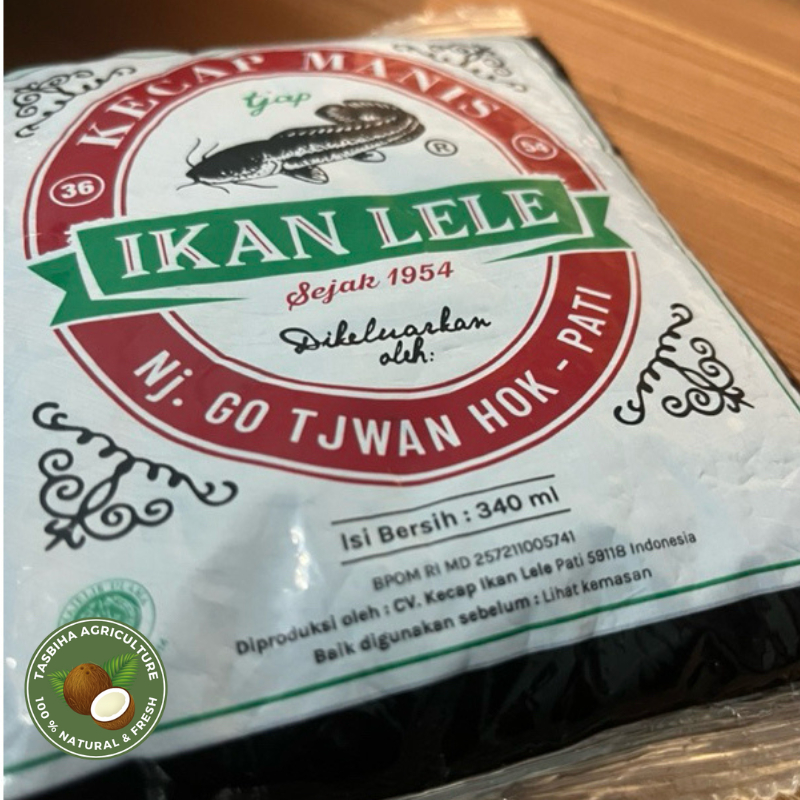 KECAP MANIS
tjap
®
36
54
IKAN LELE
Sejak 1954
Dikeluarkan
oleh:
Nj. GO TJWAN HOK - PATI
Isi Bersih : 340 ml
BPOM RI MD 257211005741
Diproduksi oleh : CV. Kecap Ikan Lele Pati 59118 Indonesia
Baik digunakan sebelum : Lihat kemasan
TASBIHA AGRICULTURE
100 % NATURAL & FRESH